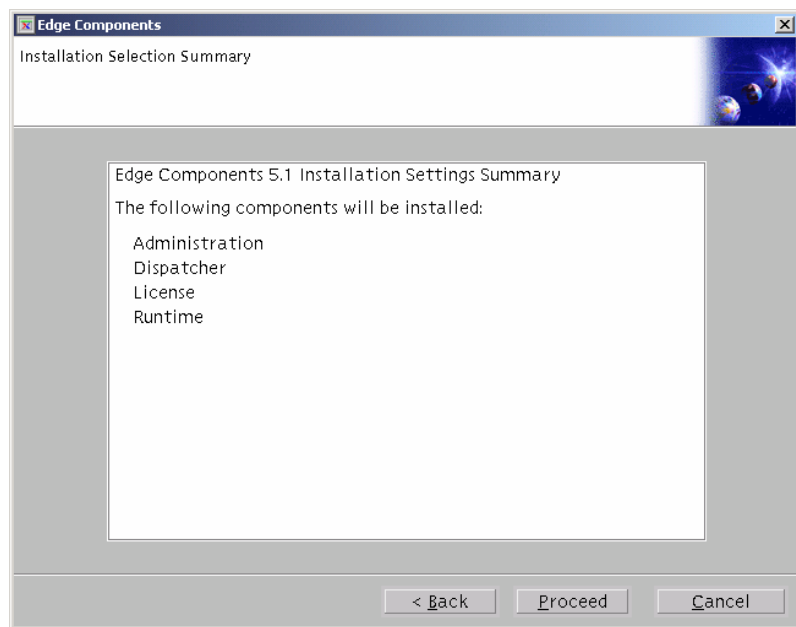 Edge Components
Installation Selection Summary
Edge Components 5.1 Installation Settings Summary
The following components will be installed:
Administration
Dispatcher
License
Runtime
< Back
Proceed
Cancel